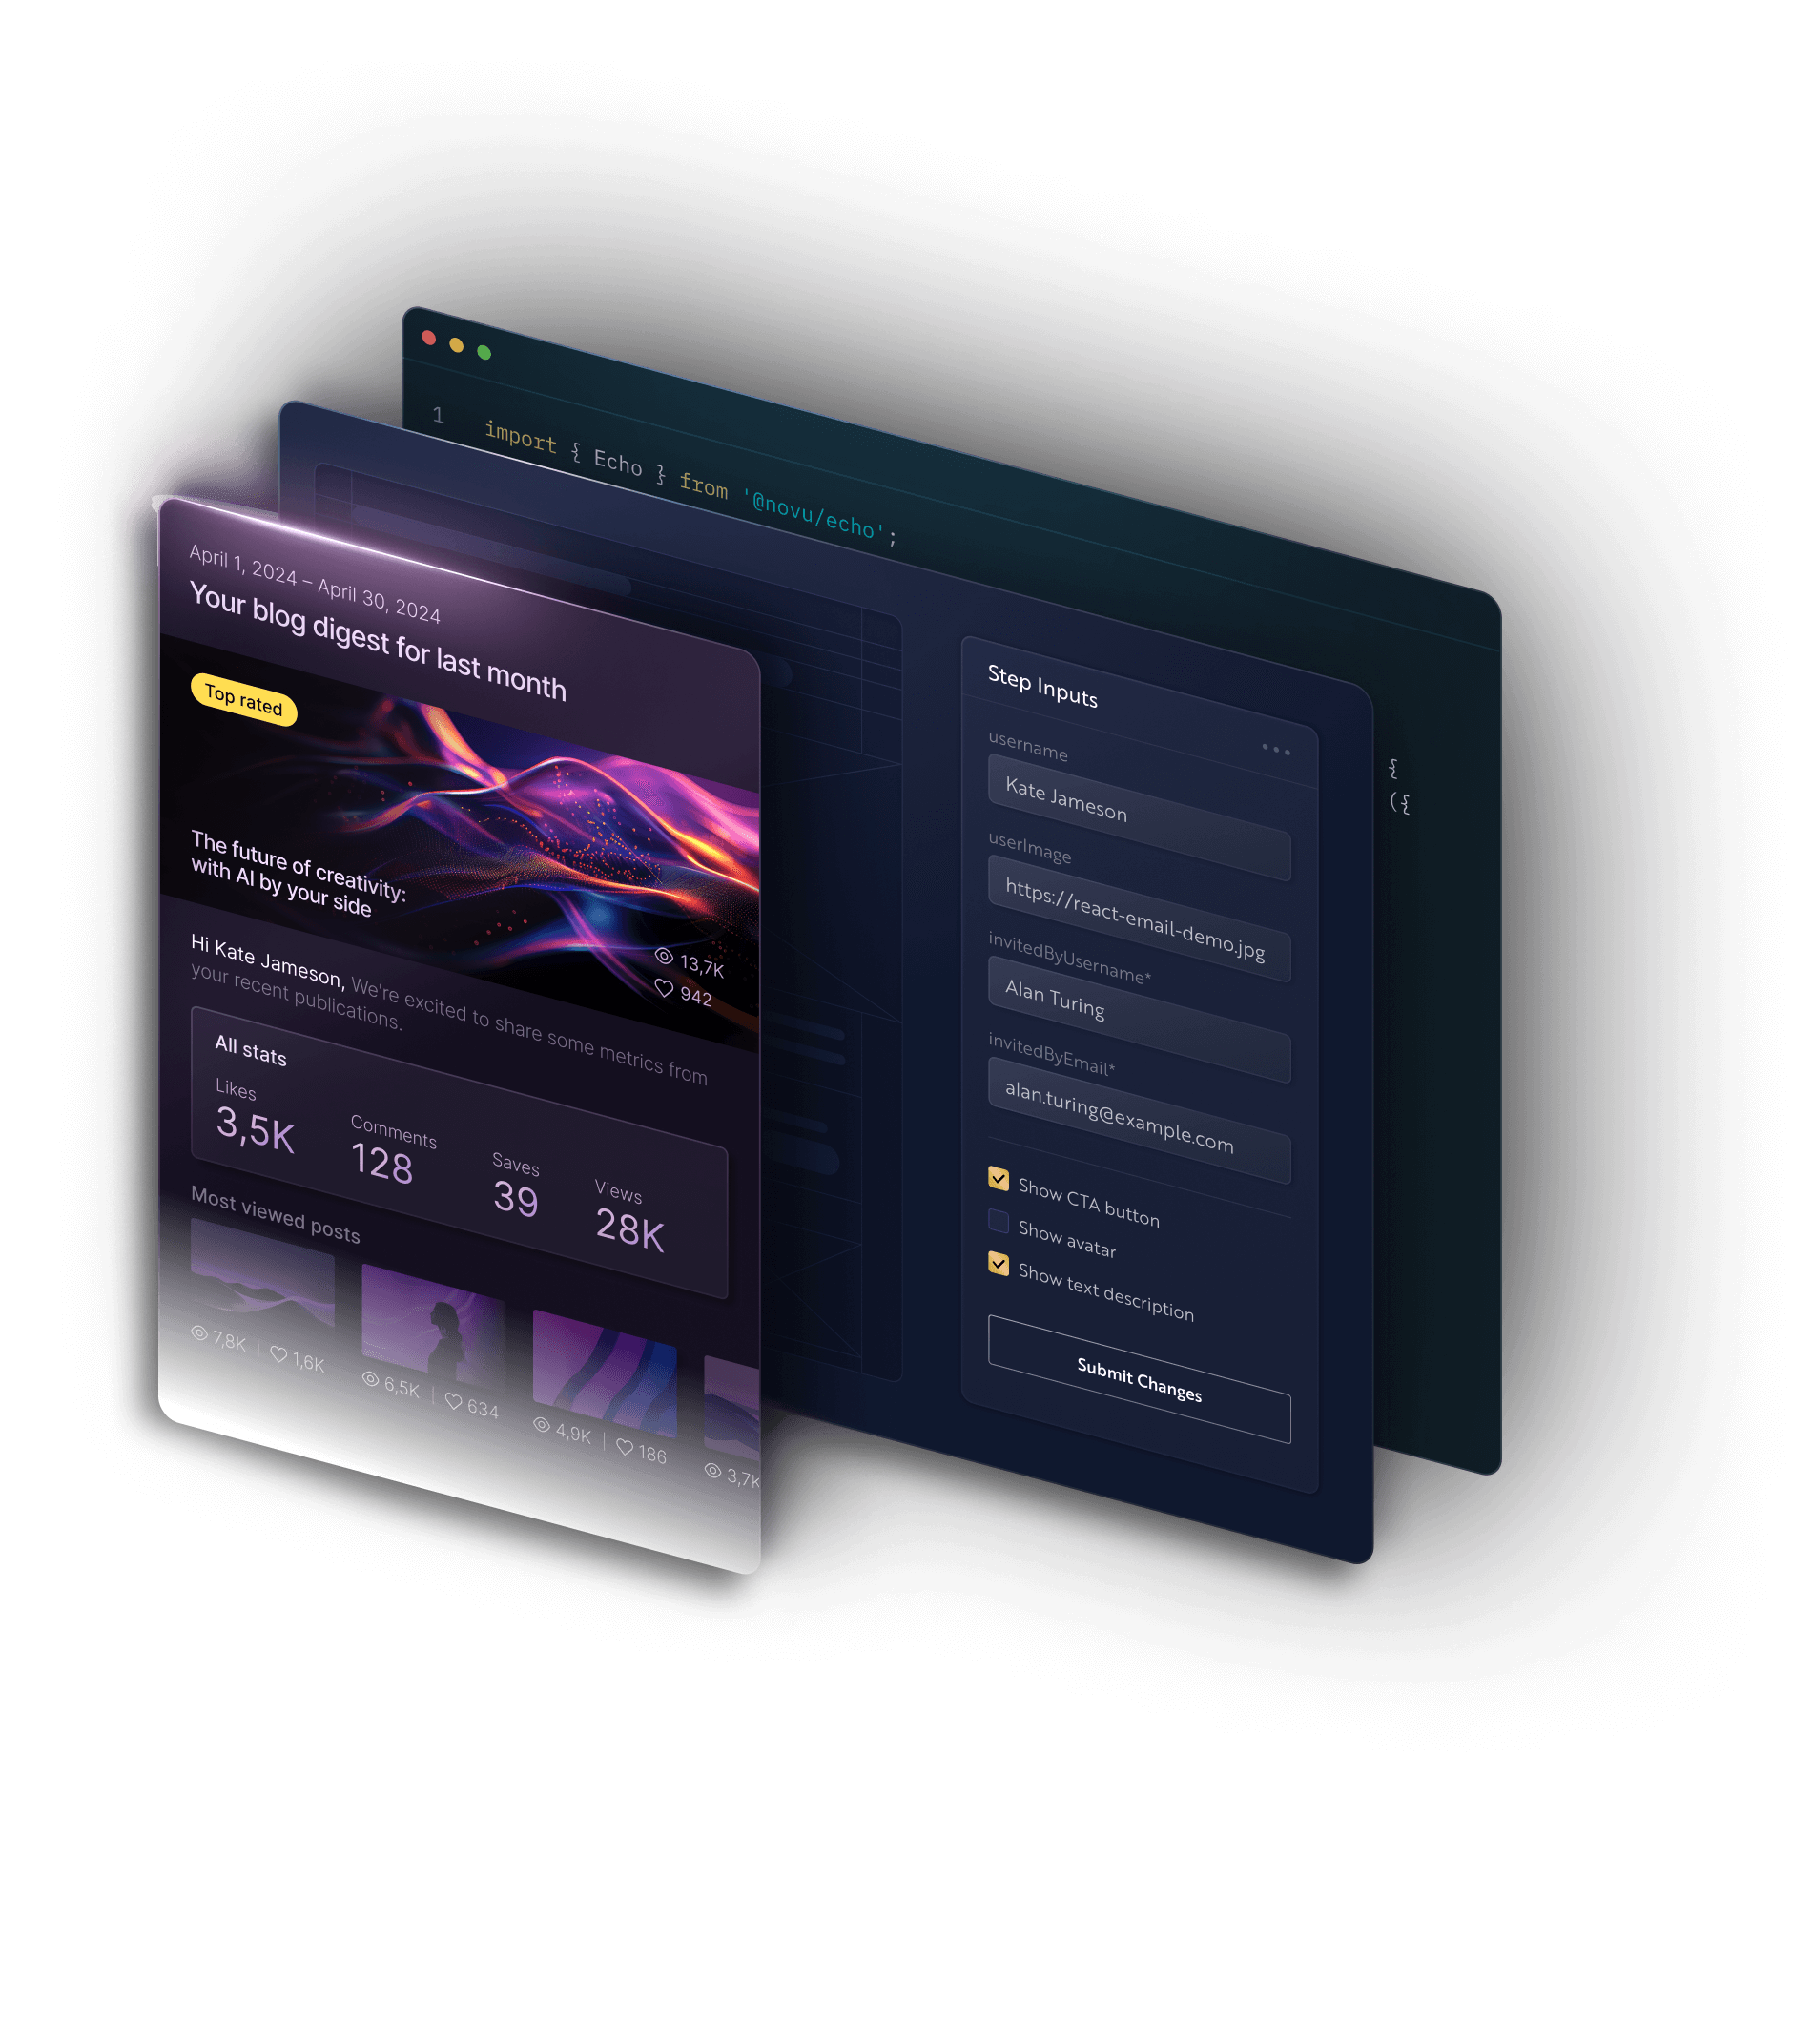 1 import { Echo } from '@novu/echo';
{
({
April 1, 2024 – April 30, 2024
Your blog digest for last month
Top rated
The future of creativity:
with AI by your side
13,7K
942
Hi Kate Jameson, We're excited to share some metrics from
your recent publications.
All stats
Likes
3,5K
Comments
128
Saves
39
Views
28K
Most viewed posts
7,8K | 1,6K
6,5K | 634
4,9K | 186
3,7K
Step Inputs
username
Kate Jameson
userImage
https://react-email-demo.jpg
invitedByUsername*
Alan Turing
invitedByEmail*
alan.turing@example.com
Show CTA button
Show avatar
Show text description
Submit Changes